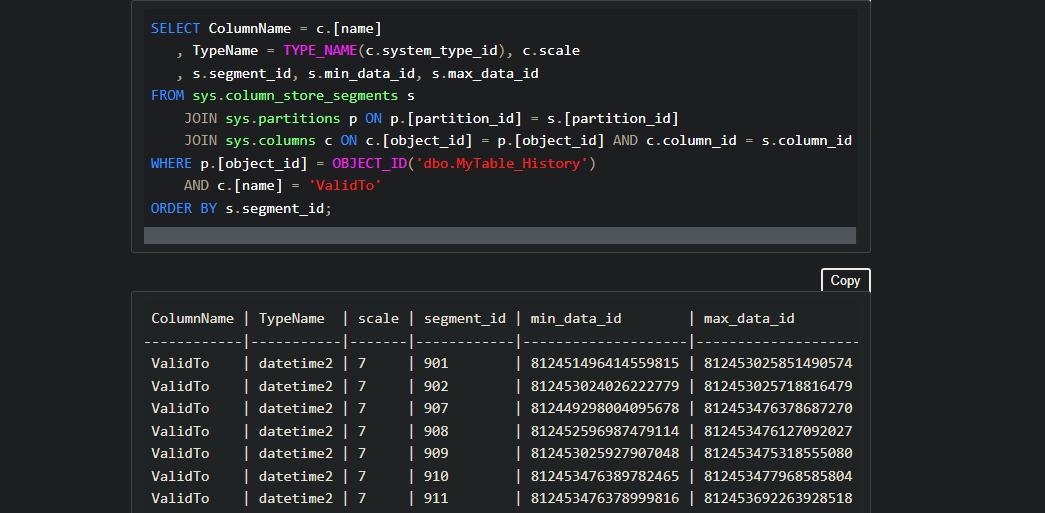 SELECT ColumnName = c.[name]
, TypeName = TYPE_NAME(c.system_type_id), c.scale
, s.segment_id, s.min_data_id, s.max_data_id
FROM sys.column_store_segments s
JOIN sys.partitions p ON p.[partition_id] = s.[partition_id]
JOIN sys.columns c ON c.[object_id] = p.[object_id] AND c.column_id = s.column_id
WHERE p.[object_id] = OBJECT_ID('dbo.MyTable_History')
AND c.[name] = 'ValidTo'
ORDER BY s.segment_id;
Copy
ColumnName | TypeName | scale | segment_id | min_data_id | max_data_id
-----------|-----------|-------|------------|--------------------|-------------------
ValidTo | datetime2 | 7 | 901 | 812451496414559815 | 812453025851490574
ValidTo | datetime2 | 7 | 902 | 812453024026222779 | 812453025718816479
ValidTo | datetime2 | 7 | 907 | 812449298004095678 | 812453476378687270
ValidTo | datetime2 | 7 | 908 | 812452596987479114 | 812453476127092027
ValidTo | datetime2 | 7 | 909 | 812453025927907048 | 812453475318555080
ValidTo | datetime2 | 7 | 910 | 812453476389782465 | 812453477968585804
ValidTo | datetime2 | 7 | 911 | 812453476378999816 | 812453692263928518